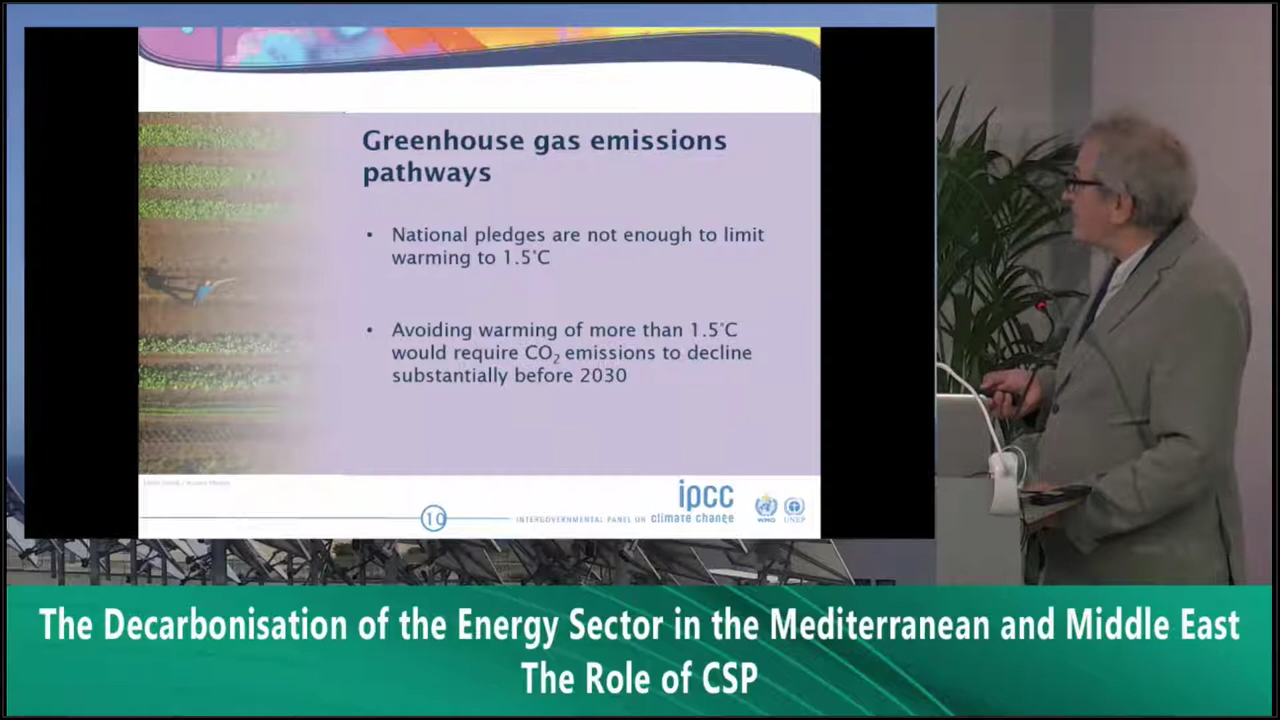 Greenhouse gas emissions
pathways
• National pledges are not enough to limit
warming to 1.5°C
• Avoiding warming of more than 1.5°C
would require CO₂ emissions to decline
substantially before 2030
10
INTERGOVERNMENTAL PANEL ON climate change
ipcc
WMO
UNEP
The Decarbonisation of the Energy Sector in the Mediterranean and Middle East
The Role of CSP